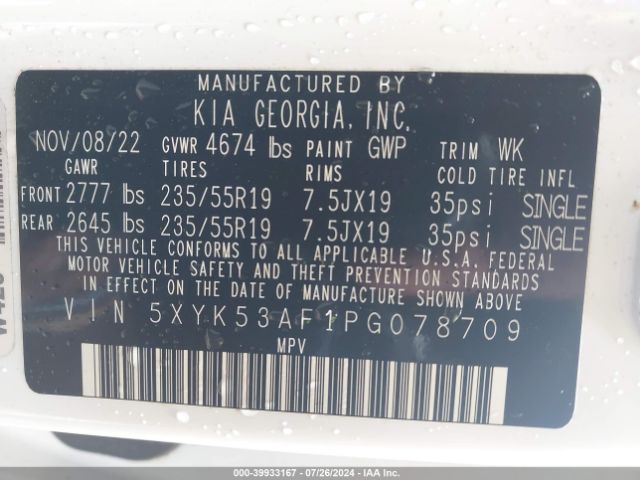 MANUFACTURED BY
KIA GEORGIA, INC.
NOV/08/22 GVWR 4674 lbs PAINT GWP TRIM WK
GAWR TIRES RIMS COLD TIRE INFL
FRONT 2777 lbs 235/55R19 7.5JX19 35psi SINGLE
REAR 2645 lbs 235/55R19 7.5JX19 35psi SINGLE
THIS VEHICLE CONFORMS TO ALL APPLICABLE U.S.A. FEDERAL
MOTOR VEHICLE SAFETY AND THEFT PREVENTION STANDARDS
IN EFFECT ON THE DATE OF MANUFACTURE SHOWN ABOVE
VIN 5XYK53AF1PG078709
MPV
000-39933167 - 07/26/2024 - IAA Inc.